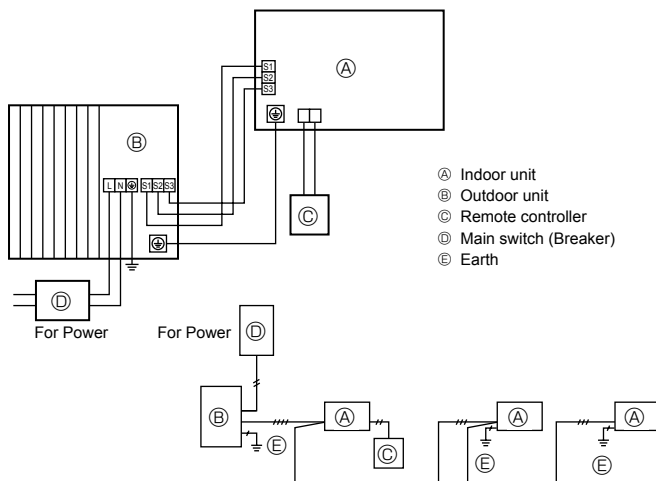 S1
S2
S3
Ⓐ
Ⓑ
L N S1 S2 S3
Ⓒ
Ⓐ Indoor unit
Ⓑ Outdoor unit
Ⓒ Remote controller
Ⓓ Main switch (Breaker)
Ⓔ Earth
Ⓓ
For Power
For Power Ⓓ
Ⓑ Ⓐ Ⓐ Ⓐ
Ⓔ Ⓒ Ⓔ Ⓔ